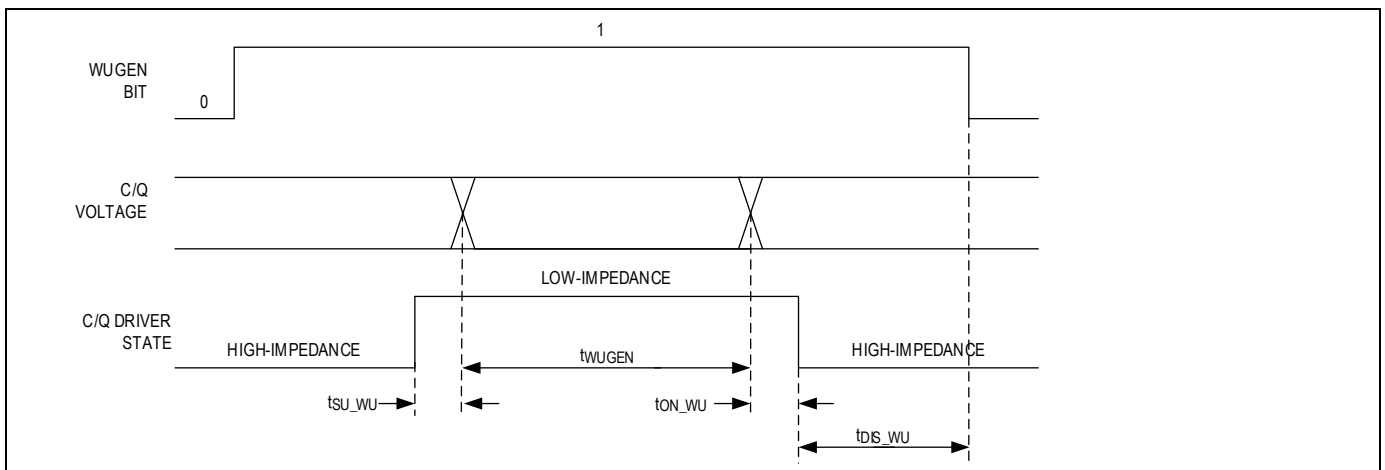 1
WUGEN
BIT
0
C/Q
VOLTAGE
LOW-IMPEDANCE
C/Q DRIVER
STATE
HIGH-IMPEDANCE
tWUGEN
HIGH-IMPEDANCE
tSU_WU
tON_WU
tDIS_WU